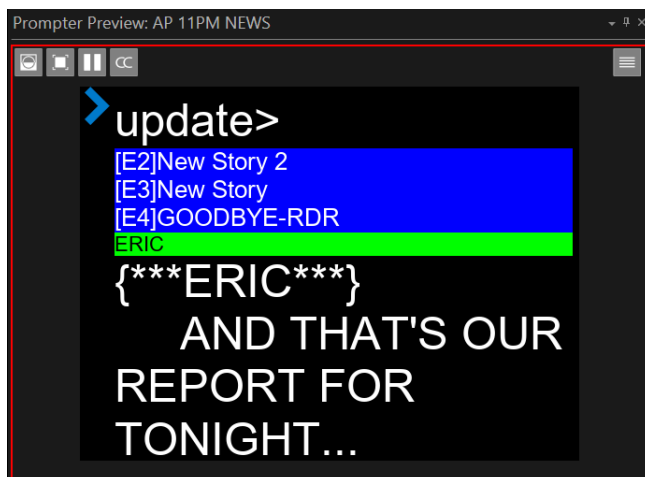 Prompter Preview: AP 11PM NEWS
CC
update>
[E2]New Story 2
[E3]New Story
[E4]GOODBYE-RDR
ERIC
{***ERIC***}
AND THAT'S OUR
REPORT FOR
TONIGHT...